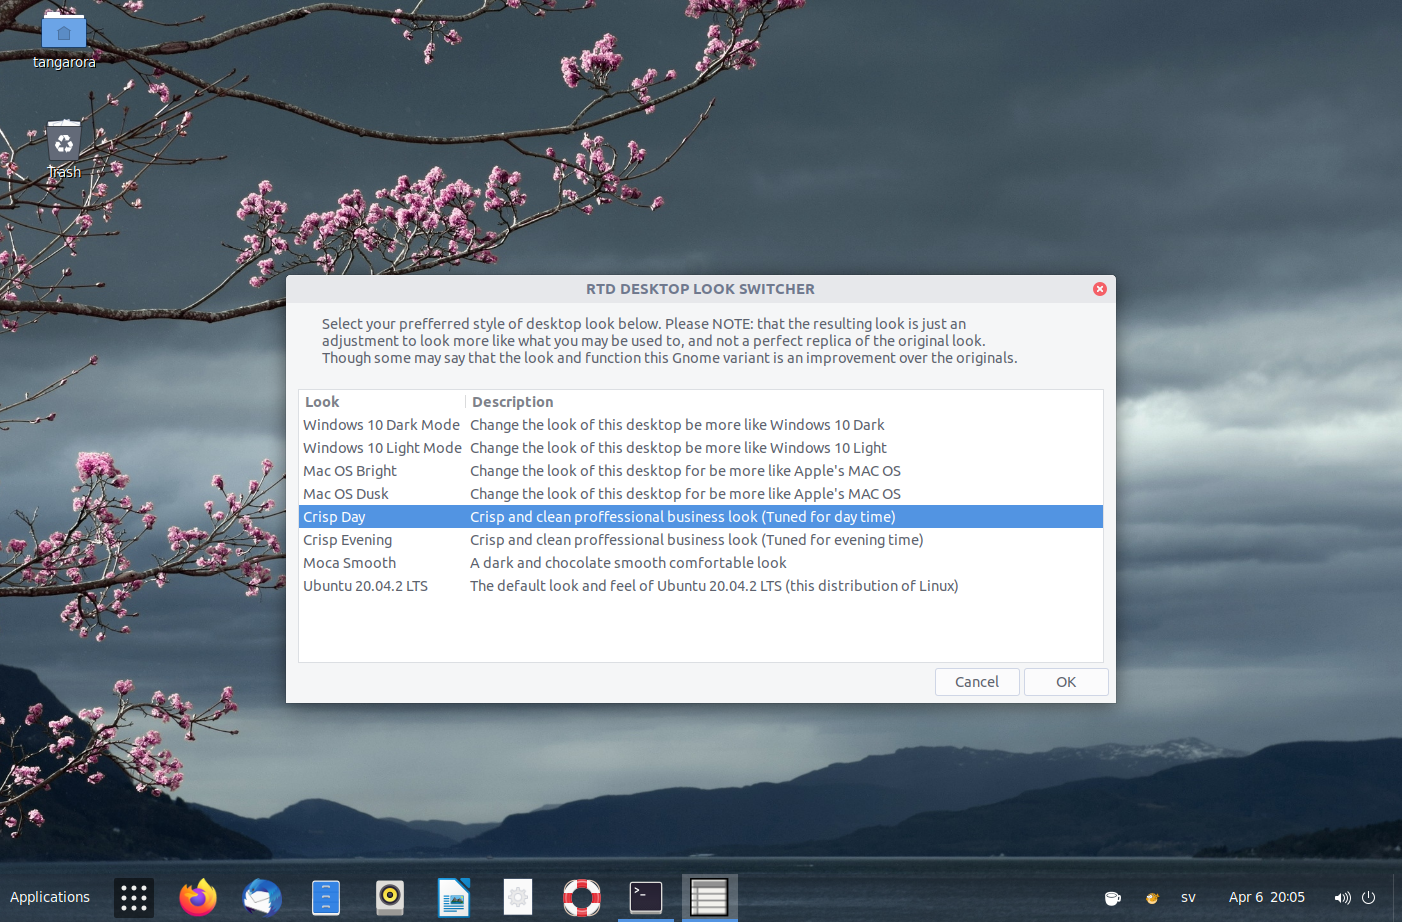 tangarora
Trash
RTD DESKTOP LOOK SWITCHER
Select your prefferred style of desktop look below. Please NOTE: that the resulting look is just an
adjustment to look more like what you may be used to, and not a perfect replica of the original look.
Though some may say that the look and function this Gnome variant is an improvement over the originals.
Look Description
Windows 10 Dark Mode Change the look of this desktop be more like Windows 10 Dark
Windows 10 Light Mode Change the look of this desktop be more like Windows 10 Light
Mac OS Bright Change the look of this desktop for be more like Apple's MAC OS
Mac OS Dusk Change the look of this desktop for be more like Apple's MAC OS
Crisp Day Crisp and clean proffessional business look (Tuned for day time)
Crisp Evening Crisp and clean proffessional business look (Tuned for evening time)
Moca Smooth A dark and chocolate smooth comfortable look
Ubuntu 20.04.2 LTS The default look and feel of Ubuntu 20.04.2 LTS (this distribution of Linux)
Cancel OK
Applications sv Apr 6 20:05